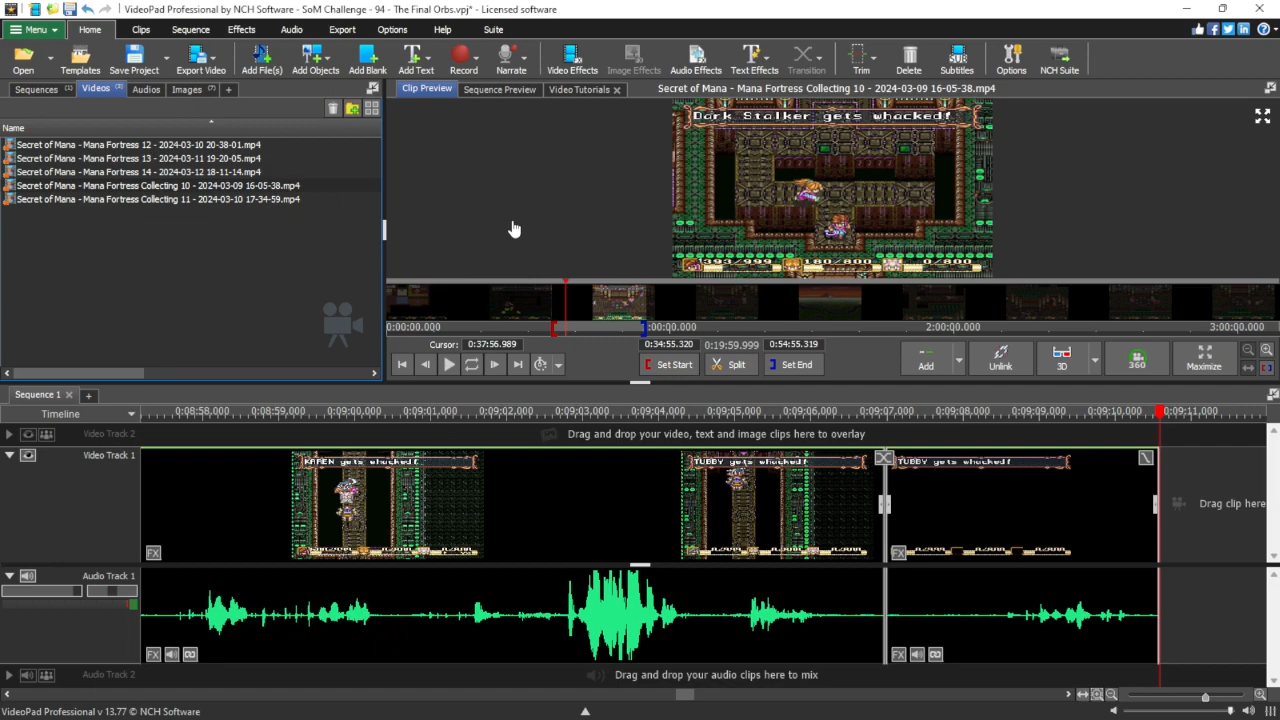 VideoPad Professional by NCH Software - SoM Challenge - 94 - The Final Orbs.vpj* - Licensed software
Menu Home Clips Sequence Effects Audio Export Options Help Suite
Open Templates Save Project Export Video Add File(s) Add Objects Add Blank Add Text Record Narrate Video Effects Image Effects Audio Effects Text Effects Transition Trim Delete Subtitles Options NCH Suite
Sequences (1) Videos (5) Audios Images (7) + Clip Preview Sequence Preview Video Tutorials Secret of Mana - Mana Fortress Collecting 10 - 2024-03-09 16-05-38.mp4
Name
Dark Stalker gets whacked!
Secret of Mana - Mana Fortress 12 - 2024-03-10 20-38-01.mp4
Secret of Mana - Mana Fortress 13 - 2024-03-11 19-20-05.mp4
Secret of Mana - Mana Fortress 14 - 2024-03-12 18-11-14.mp4
Secret of Mana - Mana Fortress Collecting 10 - 2024-03-09 16-05-38.mp4
Secret of Mana - Mana Fortress Collecting 11 - 2024-03-10 17-34-59.mp4
393/999 180/800 0/800
0:00:00.000 :00:00.000 2:00:00.000 3:00:00.000
Cursor: 0:37:56.989 0:34:55.320 0:19:59.999 0:54:55.319
Set Start Split Set End Add Unlink 3D 360 Maximize
Sequence 1 +
Timeline 0:08:58.000 0:08:59.000 0:09:00.000 0:09:01.000 0:09:02.000 0:09:03.000 0:09:04.000 0:09:05.000 0:09:06.000 0:09:07.000 0:09:08.000 0:09:09.000 0:09:10.000 0:09:11.000
Video Track 2 Drag and drop your video, text and image clips here to overlay
Video Track 1 gets whacked! TUBBY gets whacked! TUBBY gets whacked!
Drag clip here
FX FX
Audio Track 1
FX FX
Audio Track 2 Drag and drop your audio clips here to mix
VideoPad Professional v 13.77 © NCH Software